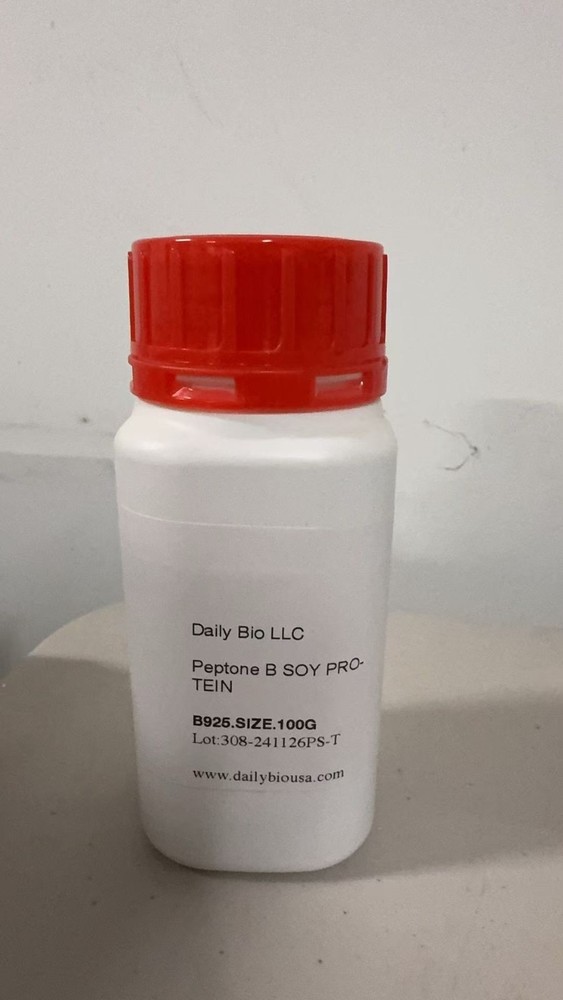 Daily Bio LLC
Peptone B SOY PRO-
TEIN
B925.SIZE.100G
Lot:308-241126PS-T
www.dailybiousa.com